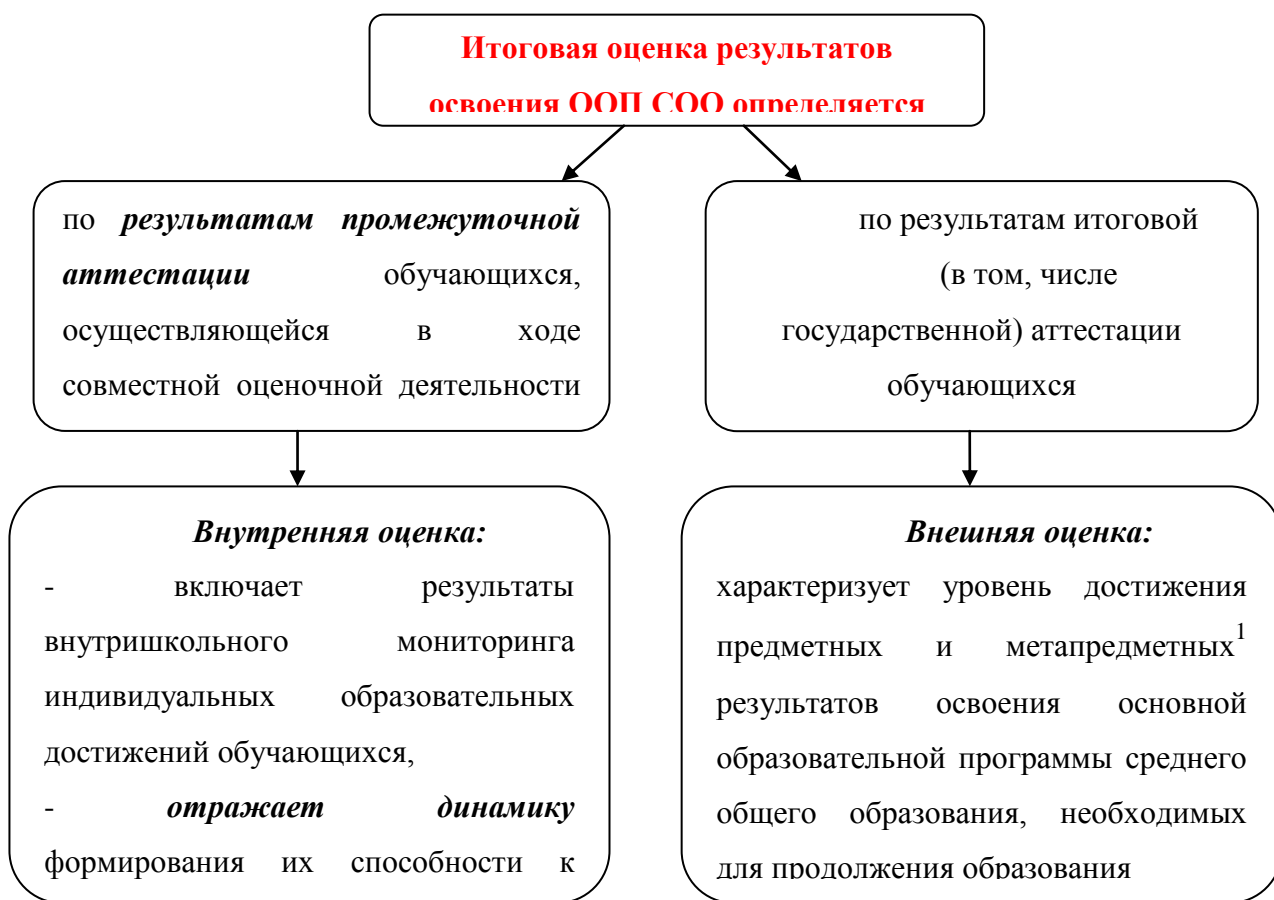 Итоговая оценка результатов
освоения ООП СОО определяется
по результатам промежуточной
аттестации обучающихся,
осуществляющейся в ходе
совместной оценочной деятельности
по результатам итоговой
(в том, числе
государственной) аттестации
обучающихся
Внутренняя оценка:
- включает результаты
внутришкольного мониторинга
индивидуальных образовательных
достижений обучающихся,
- отражает динамику
формирования их способности к
Внешняя оценка:
характеризует уровень достижения
предметных и метапредметных¹
результатов освоения основной
образовательной программы среднего
общего образования, необходимых
для продолжения образования